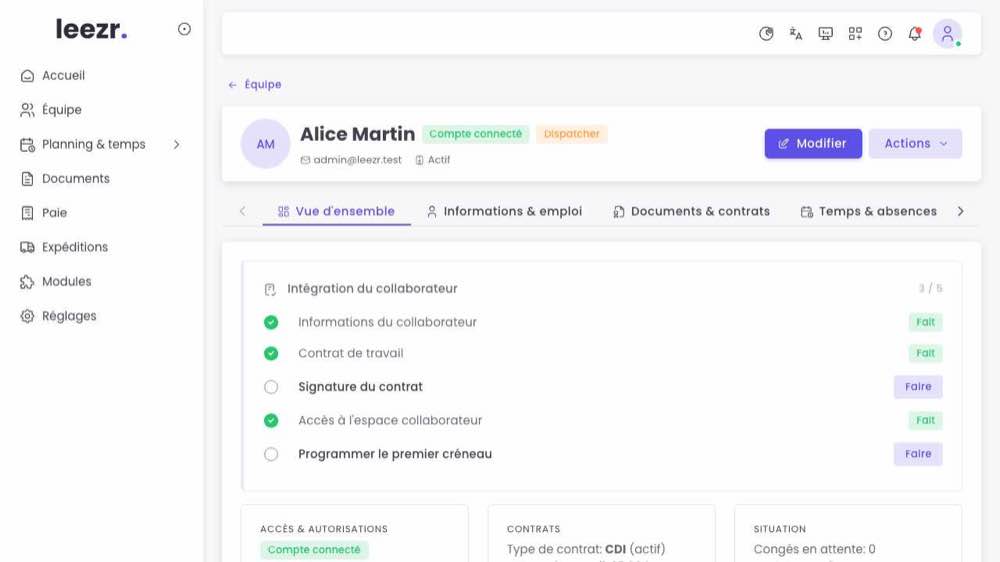 leezr.
Accueil
Équipe
Planning & temps
Documents
Paie
Expéditions
Modules
Réglages
Équipe
AM
Alice Martin
Compte connecté
Dispatcher
admin@leezr.test
Actif
Modifier
Actions
Vue d'ensemble
Informations & emploi
Documents & contrats
Temps & absences
Intégration du collaborateur
3 / 5
Informations du collaborateur
Fait
Contrat de travail
Fait
Signature du contrat
Faire
Accès à l'espace collaborateur
Fait
Programmer le premier créneau
Faire
ACCÈS & AUTORISATIONS
Compte connecté
CONTRATS
Type de contrat: CDI (actif)
SITUATION
Congés en attente: 0